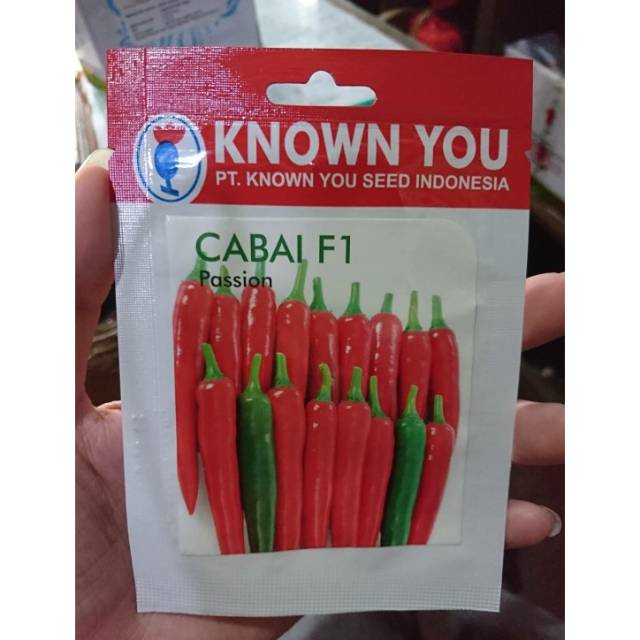 KNOWN YOU
PT. KNOWN YOU SEED INDONESIA
CABAI F1
Passion